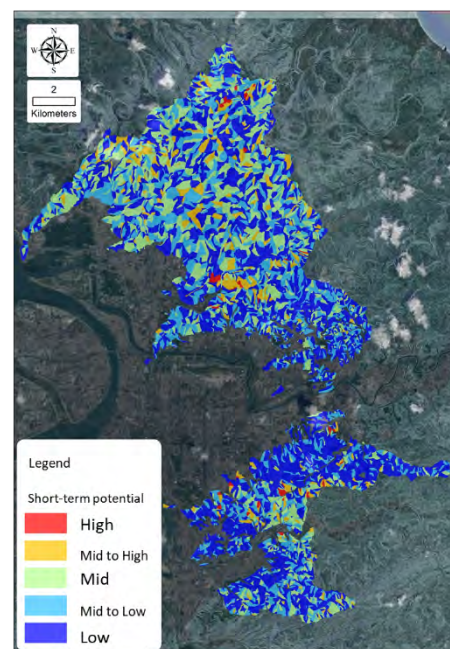 N
W E
S
2
Kilometers
Legend
Short-term potential
High
Mid to High
Mid
Mid to Low
Low